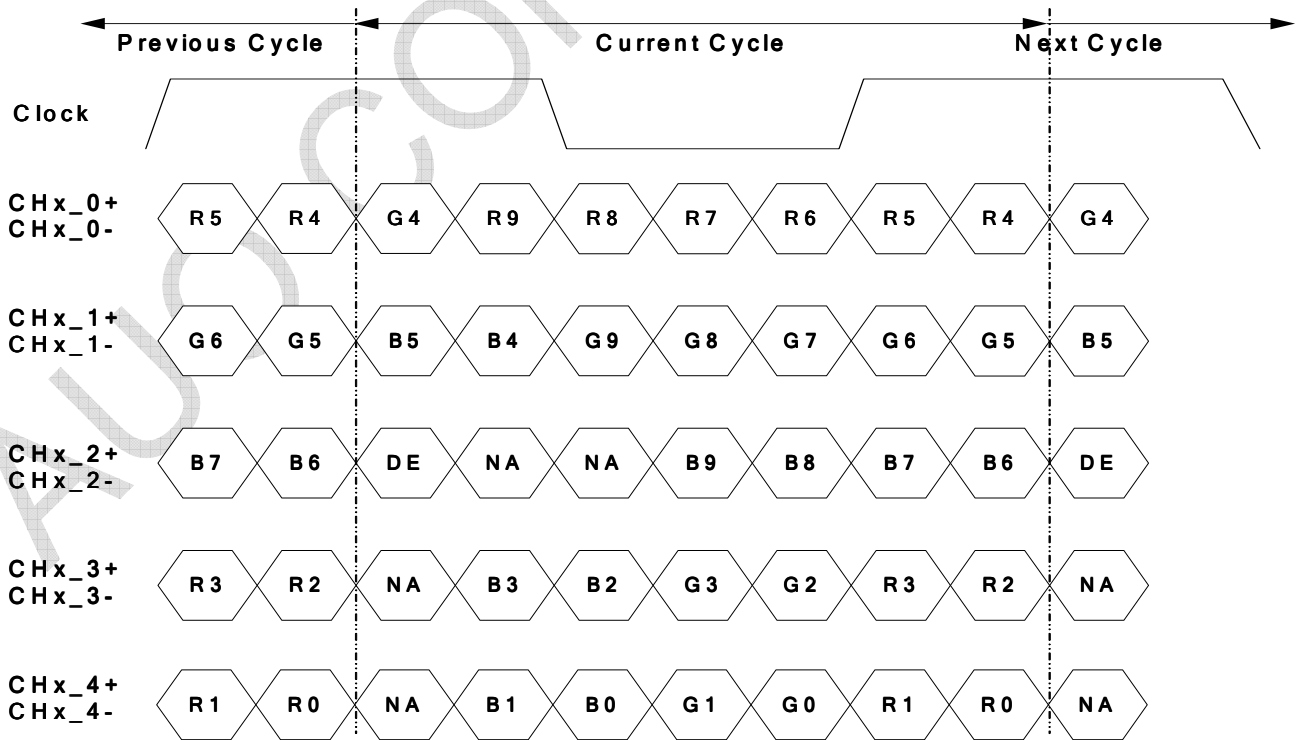 Previous Cycle Current Cycle Next Cycle
Clock
CHx_0+
CHx_0-
R5 R4 G4 R9 R8 R7 R6 R5 R4 G4
CHx_1+
CHx_1-
G6 G5 B5 B4 G9 G8 G7 G6 G5 B5
CHx_2+
CHx_2-
B7 B6 DE NA NA B9 B8 B7 B6 DE
CHx_3+
CHx_3-
R3 R2 NA B3 B2 G3 G2 R3 R2 NA
CHx_4+
CHx_4-
R1 R0 NA B1 B0 G1 G0 R1 R0 NA
AUO CO